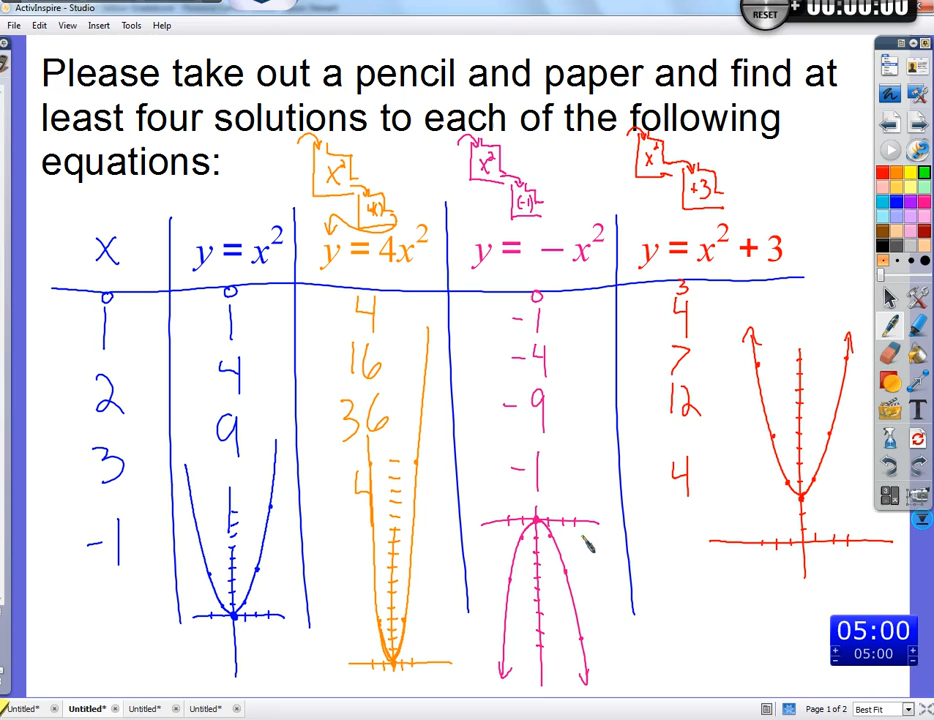 ActivInspire - Studio
RESET
00:00:00
File Edit View Insert Tools Help
Please take out a pencil and paper and find at
least four solutions to each of the following
equations:
x² x² x²
4(x) (-1) +3
x y = x² y = 4x² y = -x² y = x² + 3
0 0 0 3
1 1 4 -1 4
2 4 16 -4 7
3 9 36 -9 12
-1 1 4 -1 4
05:00
05:00
Untitled* Untitled* Untitled* Untitled* Page 1 of 2 Best Fit